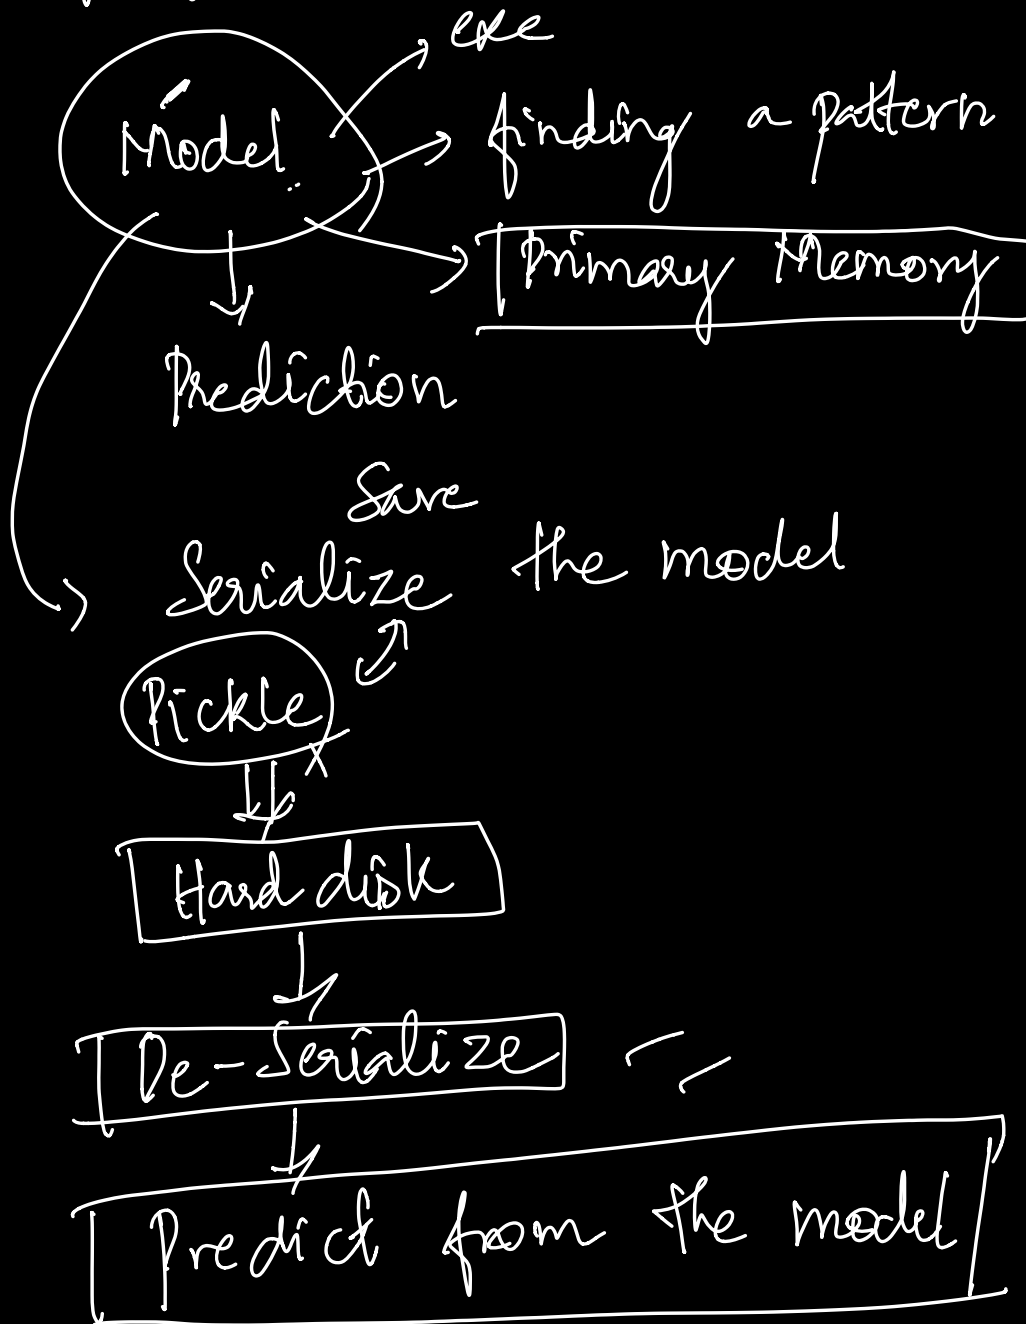 exe
Model
finding a pattern
Primary Memory
Prediction
Save
Serialize the model
Pickle
Hard disk
De-Serialize
Predict from the model